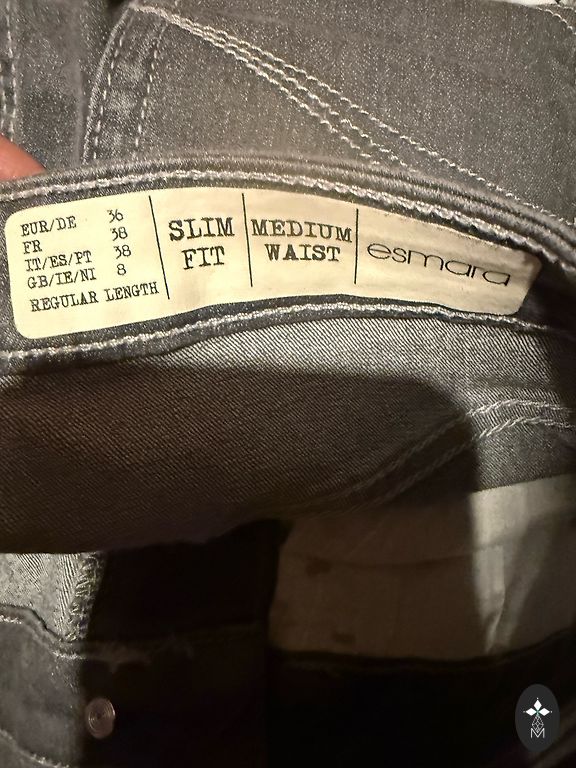 EUR/DE 36
FR 38
IT/ES/PT 38
GB/IE/NI 8
REGULAR LENGTH
SLIM
FIT
MEDIUM
WAIST
esmara
M